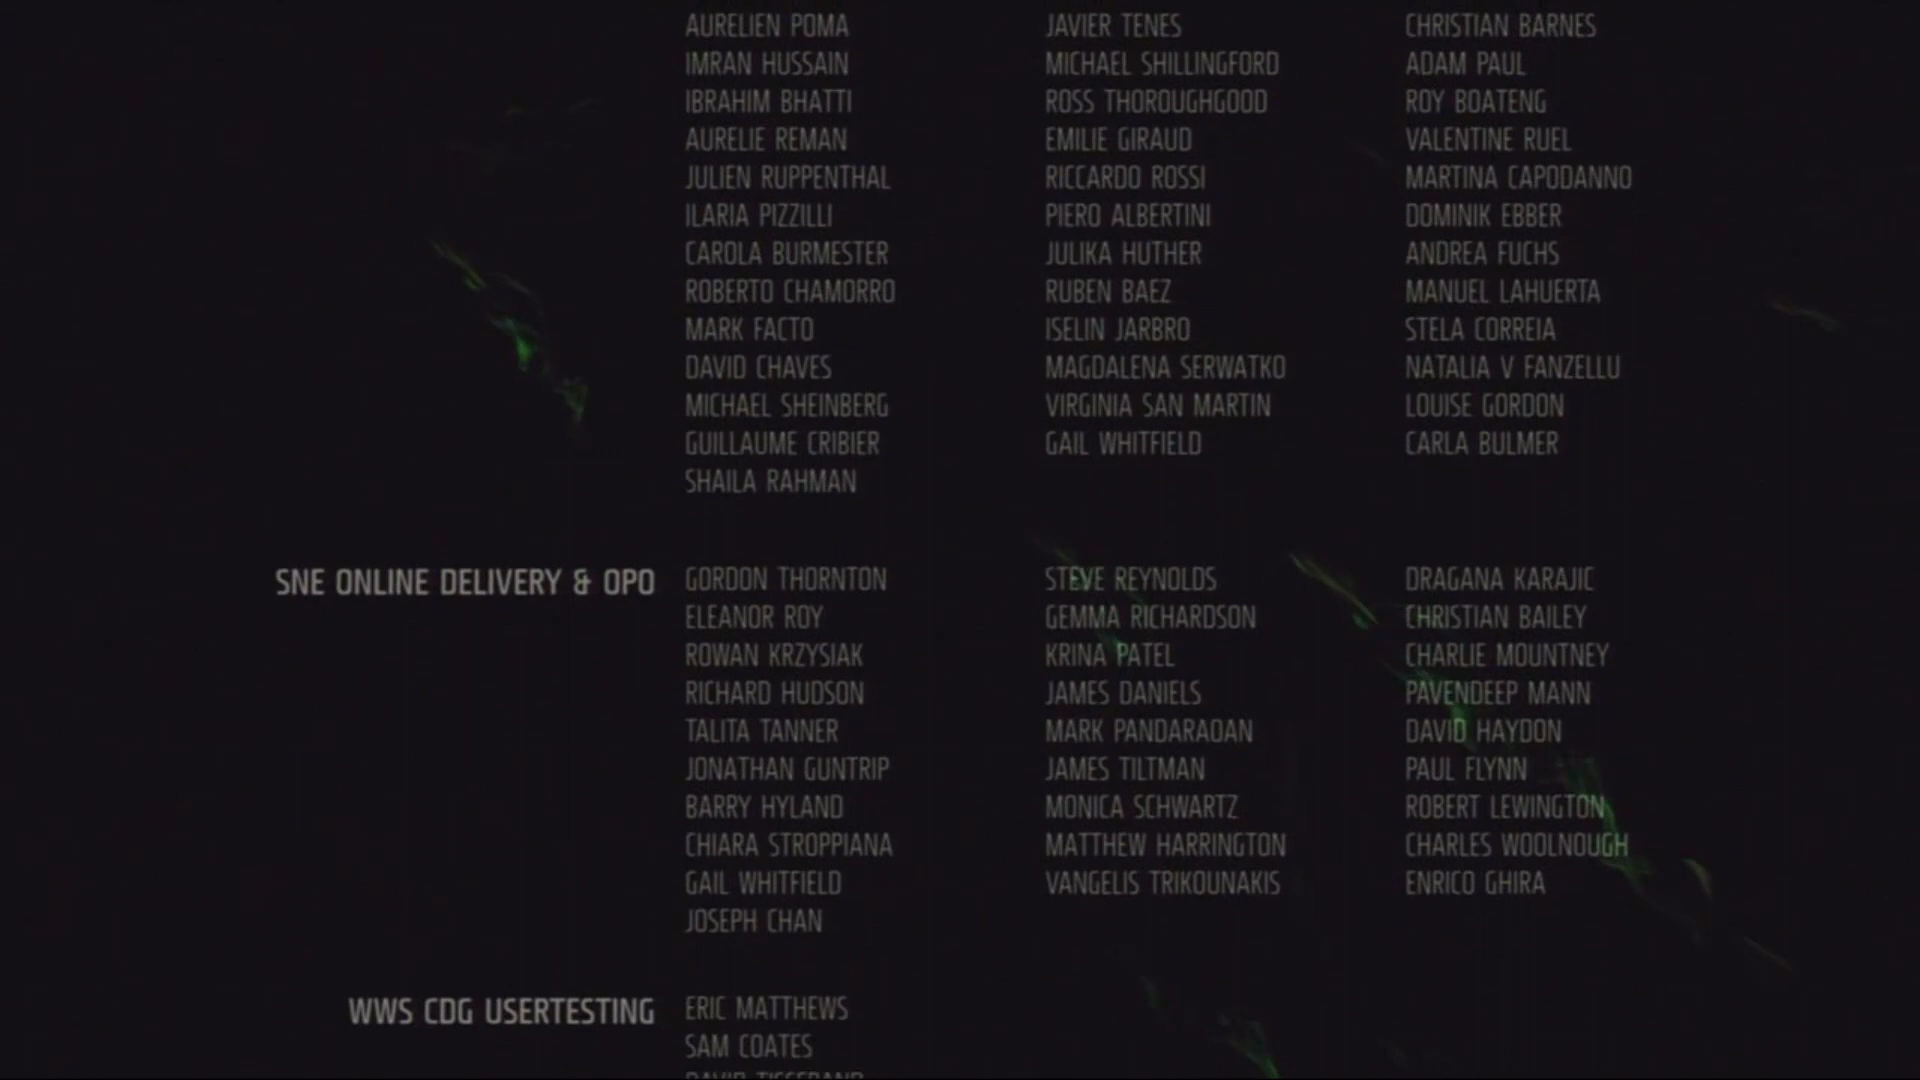 AURELIEN POMA JAVIER TENES CHRISTIAN BARNES
IMRAN HUSSAIN MICHAEL SHILLINGFORD ADAM PAUL
IBRAHIM BHATTI ROSS THOROUGHGOOD ROY BOATENG
AURELIE REMAN EMILIE GIRAUD VALENTINE RUEL
JULIEN RUPPENTHAL RICCARDO ROSSI MARTINA CAPODANNO
ILARIA PIZZILLI PIERO ALBERTINI DOMINIK EBBER
CAROLA BURMESTER JULIKA HUTHER ANDREA FUCHS
ROBERTO CHAMORRO RUBEN BAEZ MANUEL LAHUERTA
MARK FACTO ISELIN JARBRO STELA CORREIA
DAVID CHAVES MAGDALENA SERWATKO NATALIA V FANZELLU
MICHAEL SHEINBERG VIRGINIA SAN MARTIN LOUISE GORDON
GUILLAUME CRIBIER GAIL WHITFIELD CARLA BULMER
SHAILA RAHMAN
SNE ONLINE DELIVERY & OPO GORDON THORNTON STEVE REYNOLDS DRAGANA KARAJIC
ELEANOR ROY GEMMA RICHARDSON CHRISTIAN BAILEY
ROWAN KRZYSIAK KRINA PATEL CHARLIE MOUNTNEY
RICHARD HUDSON JAMES DANIELS PAVENDEEP MANN
TALITA TANNER MARK PANDARAOAN DAVID HAYDON
JONATHAN GUNTRIP JAMES TILTMAN PAUL FLYNN
BARRY HYLAND MONICA SCHWARTZ ROBERT LEWINGTON
CHIARA STROPPIANA MATTHEW HARRINGTON CHARLES WOOLNOUGH
GAIL WHITFIELD VANGELIS TRIKOUNAKIS ENRICO GHIRA
JOSEPH CHAN
WWS CDG USERTESTING ERIC MATTHEWS
SAM COATES